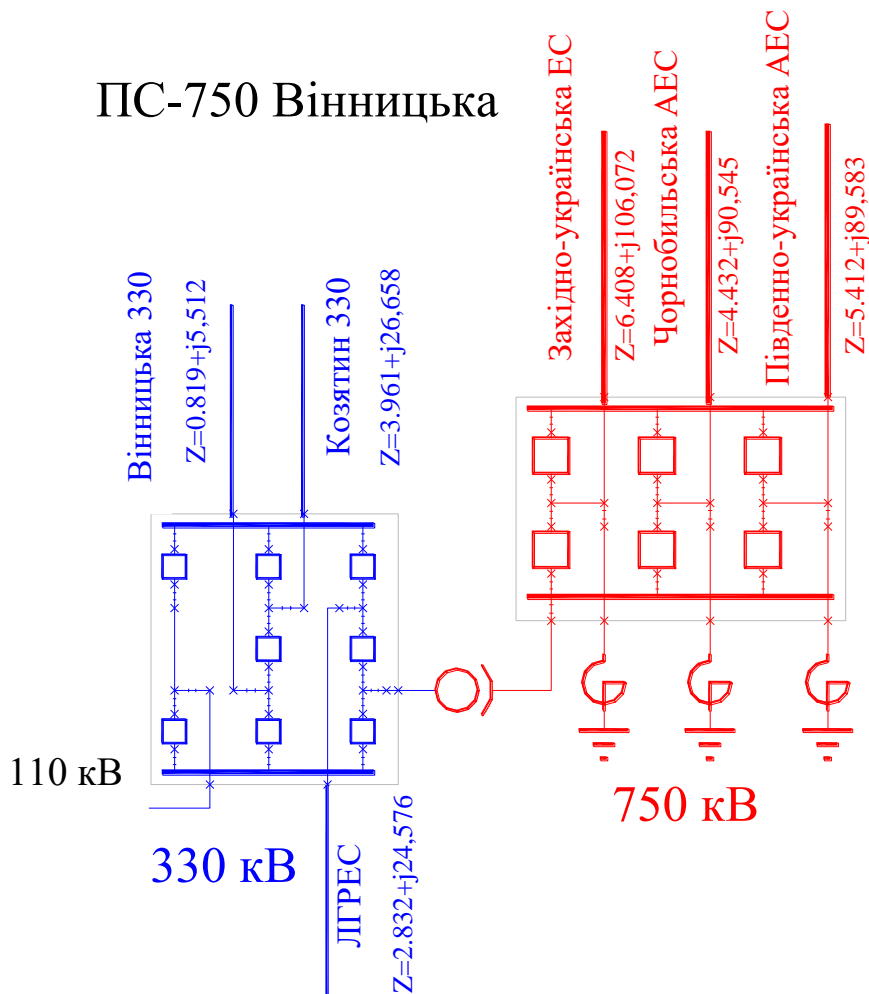 ПС-750 Вінницька
Західно-українська ЕС
Z=6.408+j106,072
Чорнобильська АЕС
Z=4.432+j90,545
Південно-українська АЕС
Z=5.412+j89,583
Вінницька 330
Z=0.819+j5,512
Козятин 330
Z=3.961+j26,658
110 кВ
330 кВ
ЛГРЕС
Z=2.832+j24,576
750 кВ